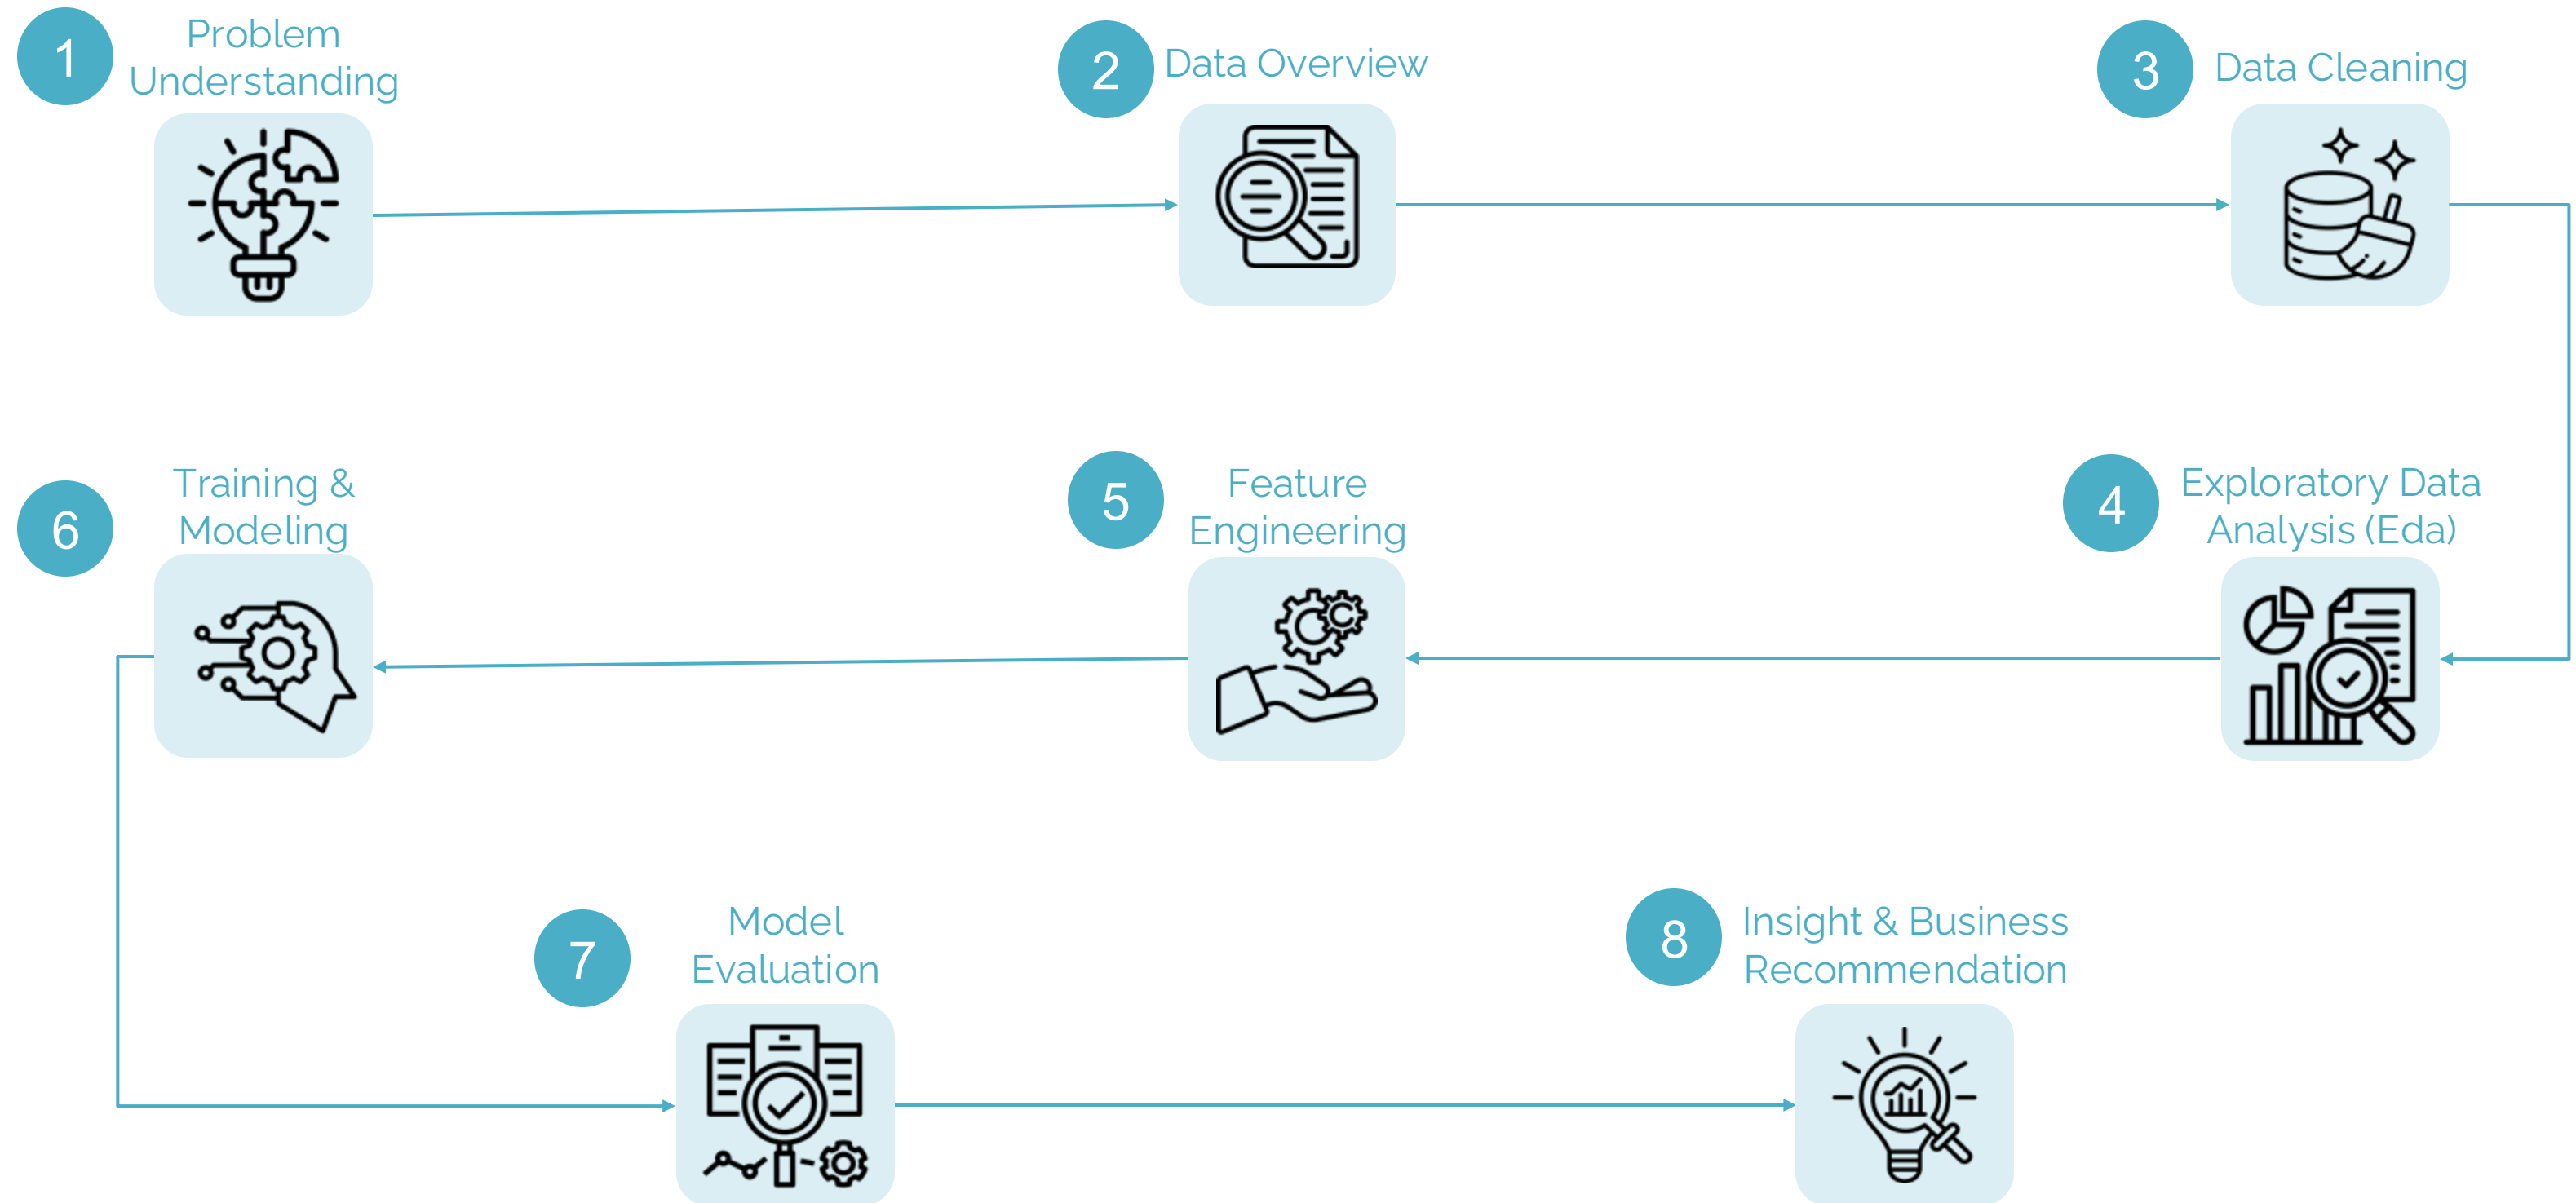 1
Problem
Understanding
2
Data Overview
3
Data Cleaning
4
Exploratory Data
Analysis (Eda)
5
Feature
Engineering
6
Training &
Modeling
7
Model
Evaluation
8
Insight & Business
Recommendation